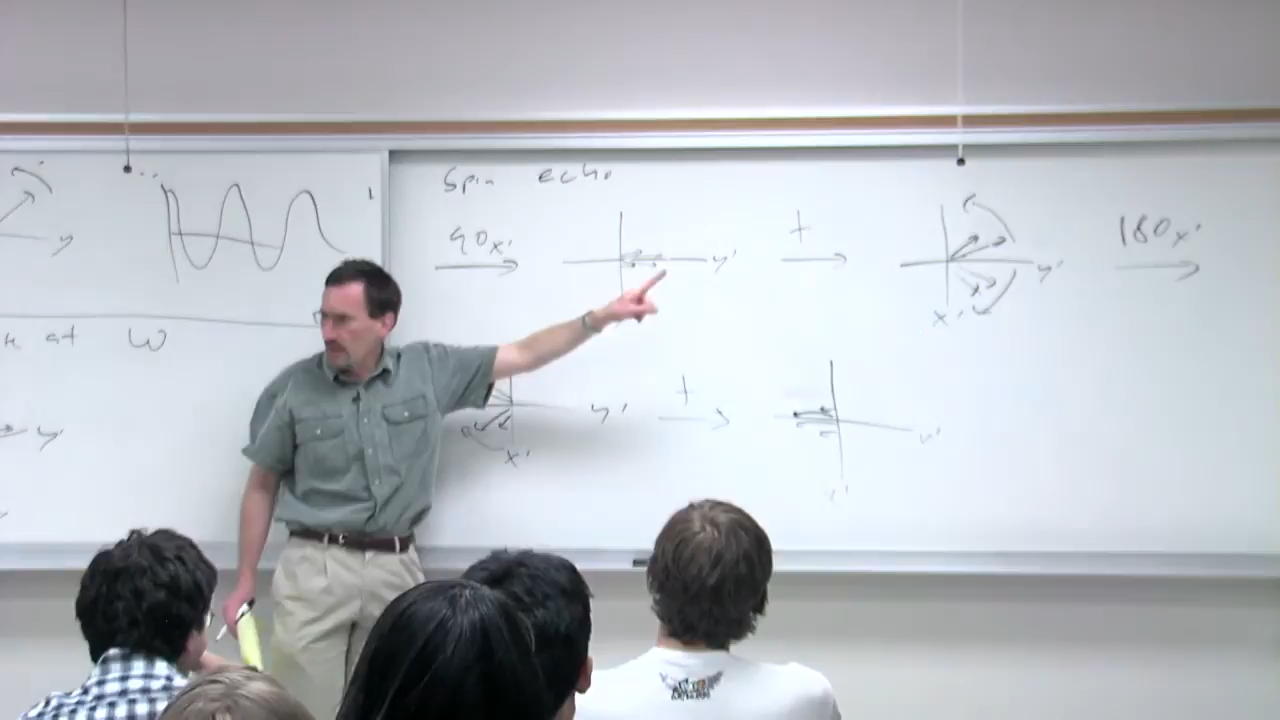 Spin echo
90x'
y'
t
y'
x'
180x'
y
at ω
y'
y'
x'
t